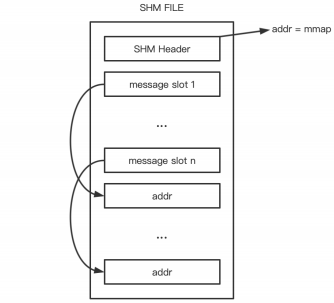 SHM FILE
addr = mmap
SHM Header
message slot 1
...
message slot n
addr
...
addr